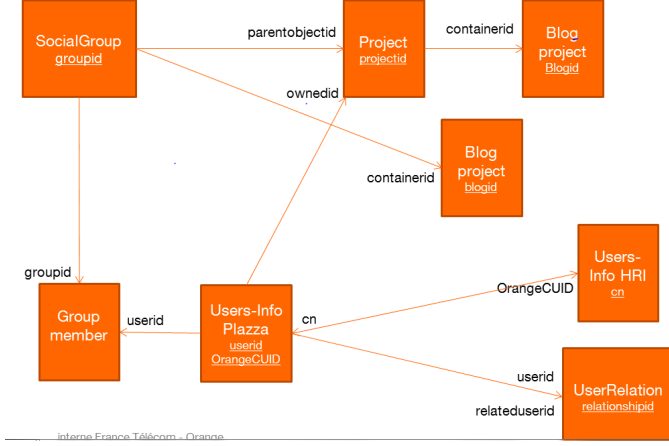 SocialGroup
groupid
parentobjectid
Project
projectid
containerid
Blog
project
Blogid
ownedid
Blog
project
blogid
containerid
Users-
Info HRI
cn
OrangeCUID
groupid
Group
member
userid
Users-Info
Plazza
userid
OrangeCUID
cn
userid
relateduserid
UserRelation
relationshipid
interne France Télécom - Orange